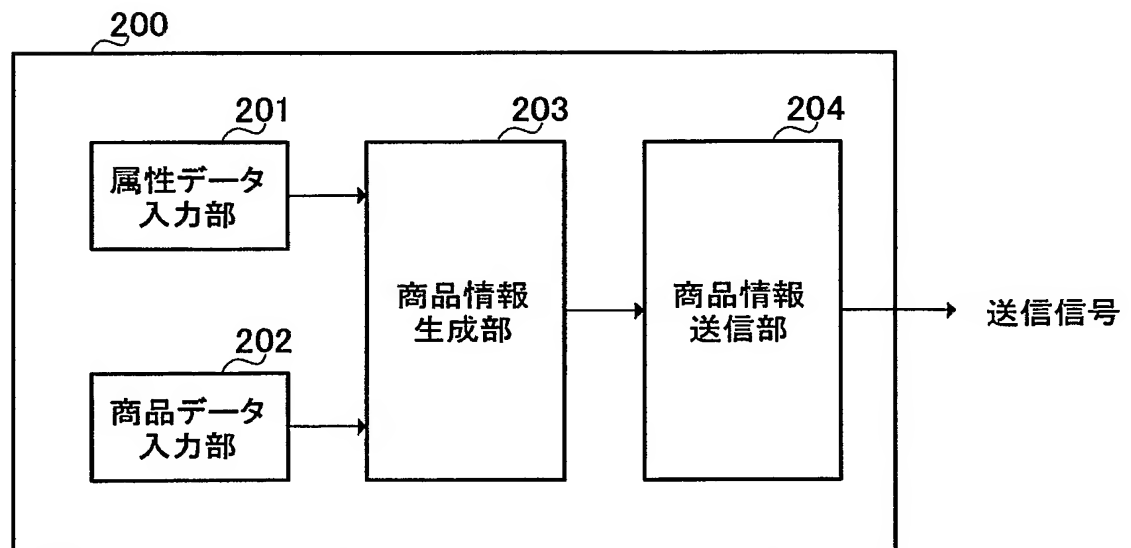 200
201
属性データ
入力部
202
商品データ
入力部
203
商品情報
生成部
204
商品情報
送信部
送信信号